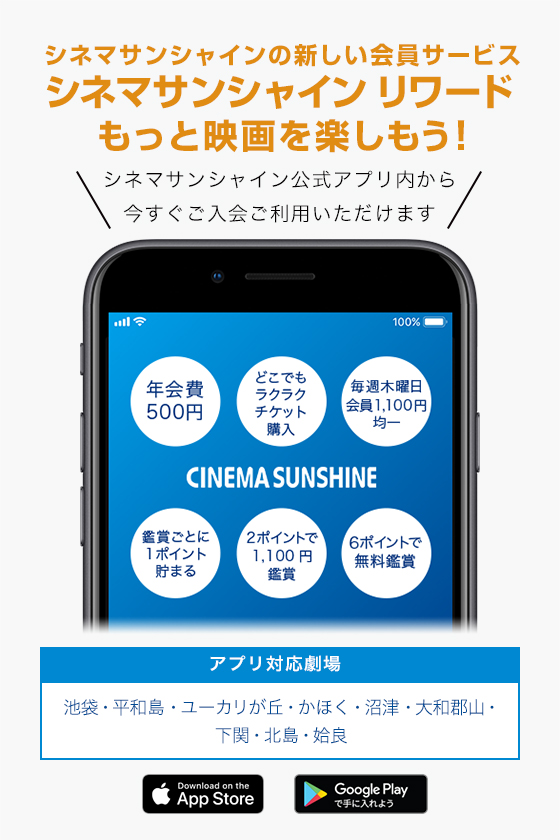 シネマサンシャインの新しい会員サービス
シネマサンシャイン リワード
もっと映画を楽しもう!
シネマサンシャイン公式アプリ内から
今すぐご入会ご利用いただけます
100%
年会費
500円
どこでも
ラクラク
チケット
購入
毎週木曜日
会員1,100円
均一
CINEMA SUNSHINE
鑑賞ごとに
1ポイント
貯まる
2ポイントで
1,100 円
鑑賞
6ポイントで
無料鑑賞
アプリ対応劇場
池袋・平和島・ユーカリが丘・かほく・沼津・大和郡山・
下関・北島・姶良
Download on the
App Store
Google Play
で手に入れよう